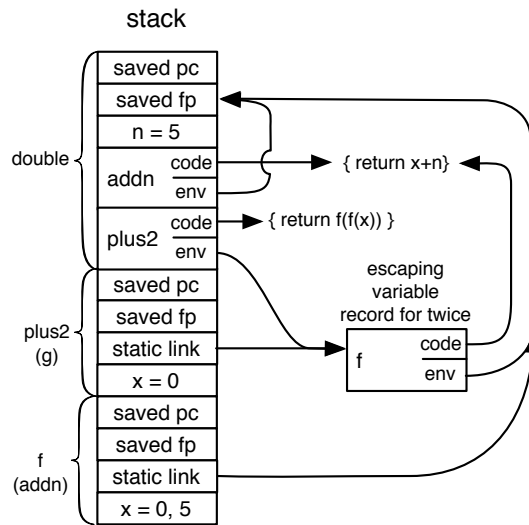 stack
double
saved pc
saved fp
n = 5
addn
code
env
plus2
code
env
plus2
(g)
saved pc
saved fp
static link
x = 0
f
(addn)
saved pc
saved fp
static link
x = 0, 5
{ return x+n}
{ return f(f(x)) }
escaping
variable
record for twice
f
code
env